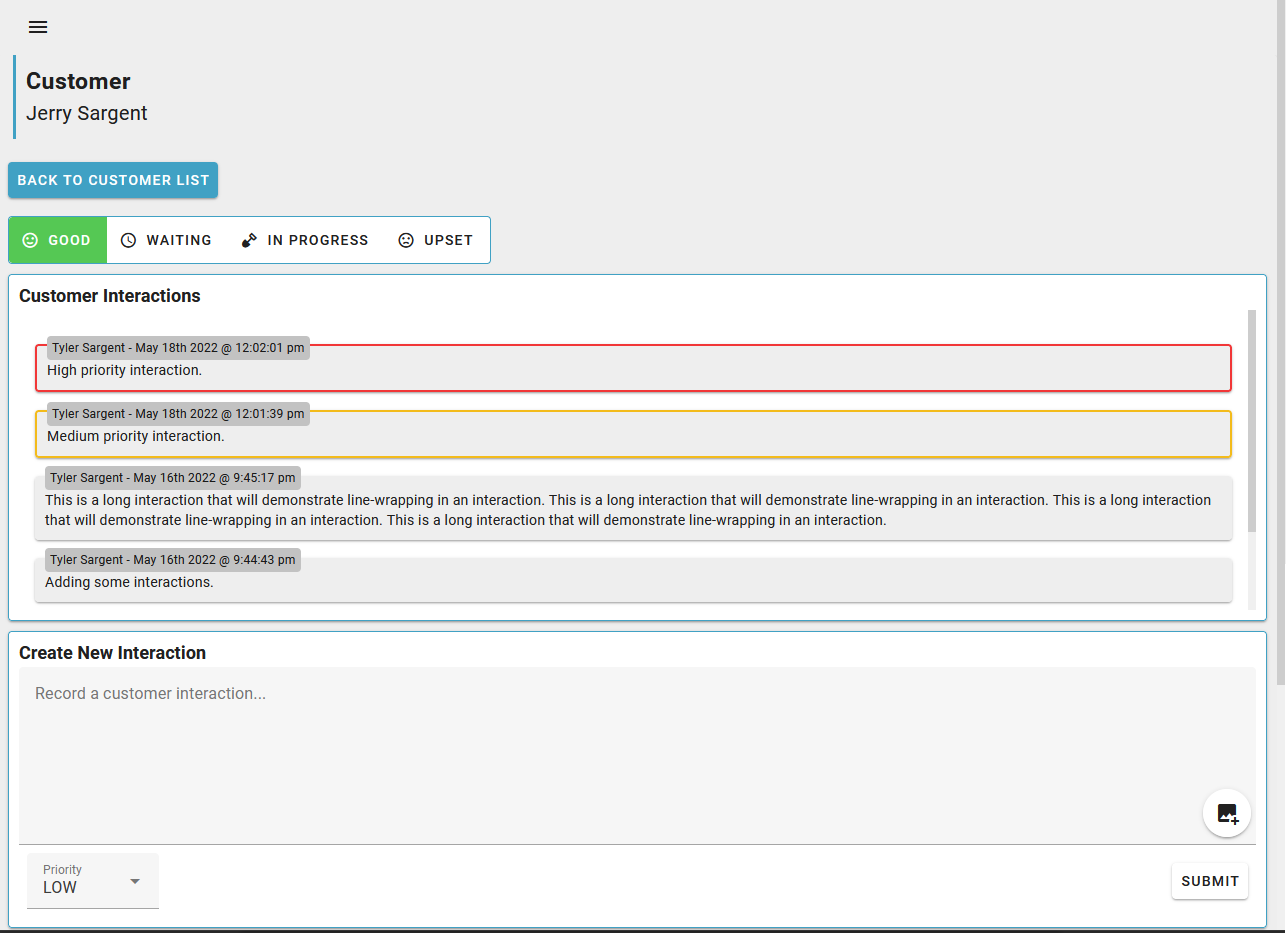 Customer
Jerry Sargent
BACK TO CUSTOMER LIST
GOOD WAITING IN PROGRESS UPSET
Customer Interactions
Tyler Sargent - May 18th 2022 @ 12:02:01 pm
High priority interaction.
Tyler Sargent - May 18th 2022 @ 12:01:39 pm
Medium priority interaction.
Tyler Sargent - May 16th 2022 @ 9:45:17 pm
This is a long interaction that will demonstrate line-wrapping in an interaction. This is a long interaction that will demonstrate line-wrapping in an interaction. This is a long interaction
that will demonstrate line-wrapping in an interaction. This is a long interaction that will demonstrate line-wrapping in an interaction.
Tyler Sargent - May 16th 2022 @ 9:44:43 pm
Adding some interactions.
Create New Interaction
Record a customer interaction...
Priority
LOW
SUBMIT